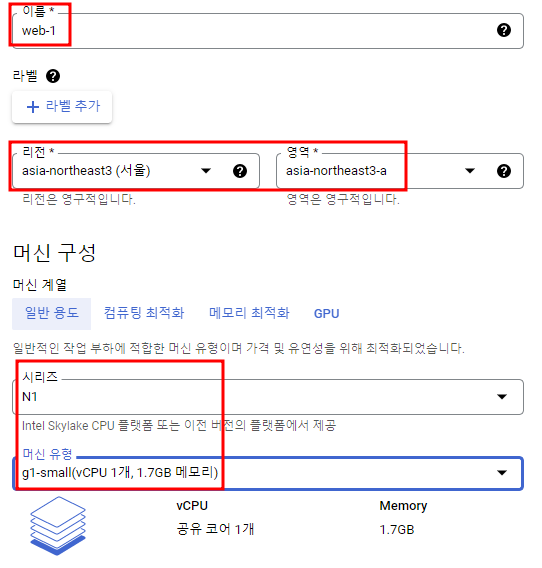 이름 *
web-1
라벨
+ 라벨 추가
리전 * 영역 *
asia-northeast3 (서울) asia-northeast3-a
리전은 영구적입니다. 영역은 영구적입니다.
머신 구성
머신 계열
일반 용도 컴퓨팅 최적화 메모리 최적화 GPU
일반적인 작업 부하에 적합한 머신 유형이며 가격 및 유연성을 위해 최적화되었습니다.
시리즈
N1
Intel Skylake CPU 플랫폼 또는 이전 버전의 플랫폼에서 제공
머신 유형
g1-small(vCPU 1개, 1.7GB 메모리)
vCPU Memory
공유 코어 1개 1.7GB